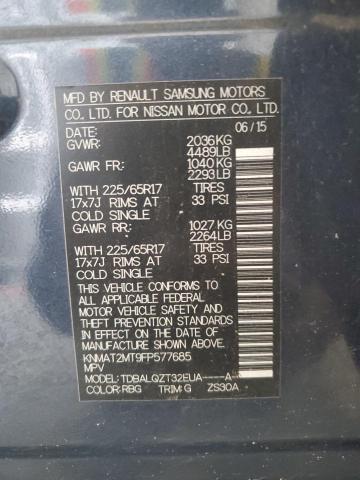 MFD BY RENAULT SAMSUNG MOTORS
CO., LTD. FOR NISSAN MOTOR CO., LTD.
DATE: 06/15
GVWR: 2036KG
4489LB
GAWR FR: 1040KG
2293LB
WITH 225/65R17 TIRES
17x7J RIMS AT 33 PSI
COLD SINGLE
GAWR RR: 1027KG
2264LB
WITH 225/65R17 TIRES
17x7J RIMS AT 33 PSI
COLD SINGLE
THIS VEHICLE CONFORMS TO
ALL APPLICABLE FEDERAL
MOTOR VEHICLE SAFETY, BUMPER,
AND THEFT PREVENTION STANDARDS
IN EFFECT ON THE DATE OF
MANUFACTURE SHOWN ABOVE.
KNMAT2MT9FP577685
MPV
MODEL:TDBALQZT32EUA----A-
COLOR:RBG TRIM:G ZS30A